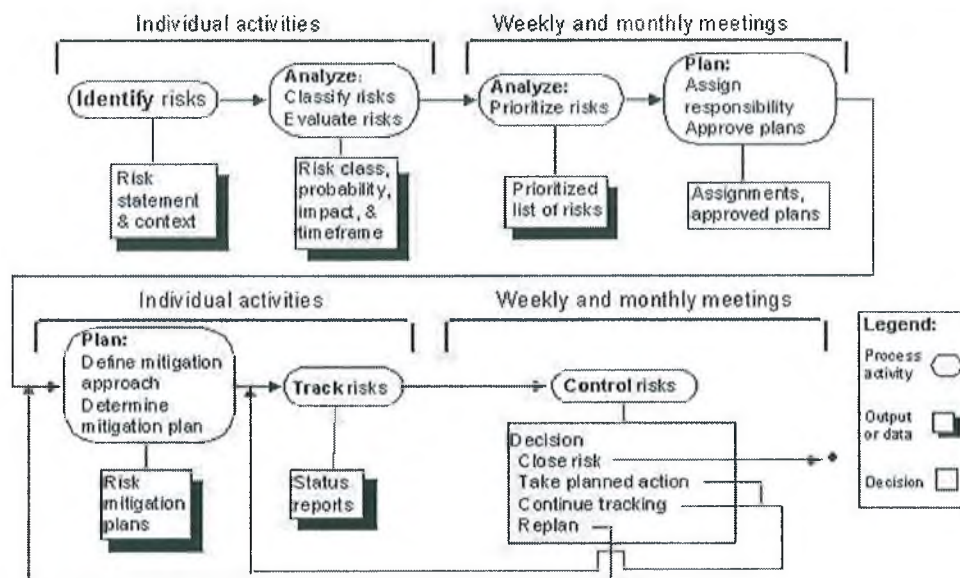 Individual activities
Weekly and monthly meetings
Identify risks
Analyze:
Classify risks
Evaluate risks
Analyze:
Prioritize risks
Plan:
Assign
responsibility
Approve plans
Risk
statement
& context
Risk class,
probability,
impact, &
timeframe
Prioritized
list of risks
Assignments,
approved plans
Individual activities
Weekly and monthly meetings
Plan:
Define mitigation
approach
Determine
mitigation plan
Track risks
Control risks
Risk
mitigation
plans
Status
reports
Decision
Close risk
Take planned action
Continue tracking
Replan
Legend:
Process
activity
Output
or data
Decision